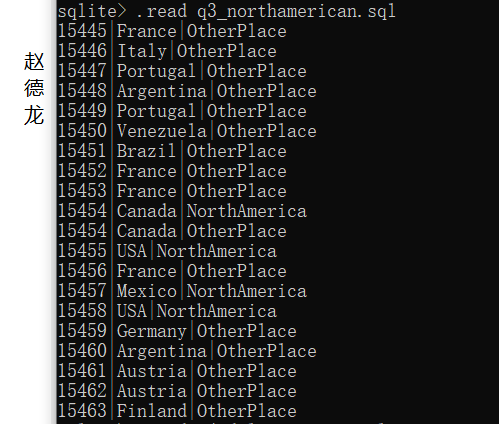 sqlite> .read q3_northamerican.sql
15445|France|OtherPlace
15446|Italy|OtherPlace
15447|Portugal|OtherPlace
15448|Argentina|OtherPlace
15449|Portugal|OtherPlace
15450|Venezuela|OtherPlace
15451|Brazil|OtherPlace
15452|France|OtherPlace
15453|France|OtherPlace
15454|Canada|NorthAmerica
15454|Canada|OtherPlace
15455|USA|NorthAmerica
15456|France|OtherPlace
15457|Mexico|NorthAmerica
15458|USA|NorthAmerica
15459|Germany|OtherPlace
15460|Argentina|OtherPlace
15461|Austria|OtherPlace
15462|Austria|OtherPlace
15463|Finland|OtherPlace
赵德龙